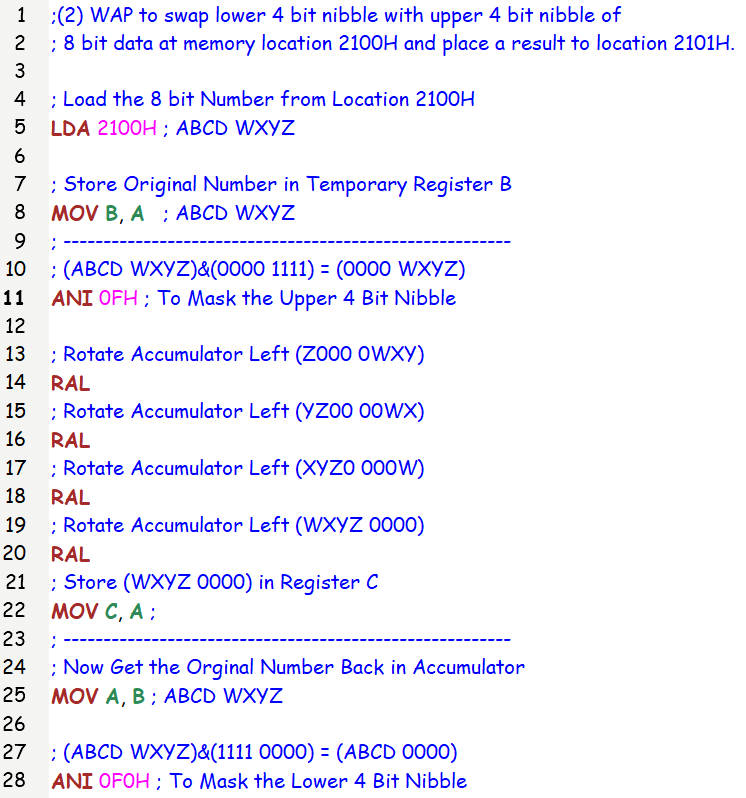 1 ;(2) WAP to swap lower 4 bit nibble with upper 4 bit nibble of
2 ; 8 bit data at memory location 2100H and place a result to location 2101H.
3
4 ; Load the 8 bit Number from Location 2100H
5 LDA 2100H ; ABCD WXYZ
6
7 ; Store Original Number in Temporary Register B
8 MOV B, A ; ABCD WXYZ
9 ; --------------------------------------------------------
10 ; (ABCD WXYZ)&(0000 1111) = (0000 WXYZ)
11 ANI 0FH ; To Mask the Upper 4 Bit Nibble
12
13 ; Rotate Accumulator Left (Z000 0WXY)
14 RAL
15 ; Rotate Accumulator Left (YZ00 00WX)
16 RAL
17 ; Rotate Accumulator Left (XYZ0 000W)
18 RAL
19 ; Rotate Accumulator Left (WXYZ 0000)
20 RAL
21 ; Store (WXYZ 0000) in Register C
22 MOV C, A ;
23 ; --------------------------------------------------------
24 ; Now Get the Orginal Number Back in Accumulator
25 MOV A, B ; ABCD WXYZ
26
27 ; (ABCD WXYZ)&(1111 0000) = (ABCD 0000)
28 ANI 0F0H ; To Mask the Lower 4 Bit Nibble